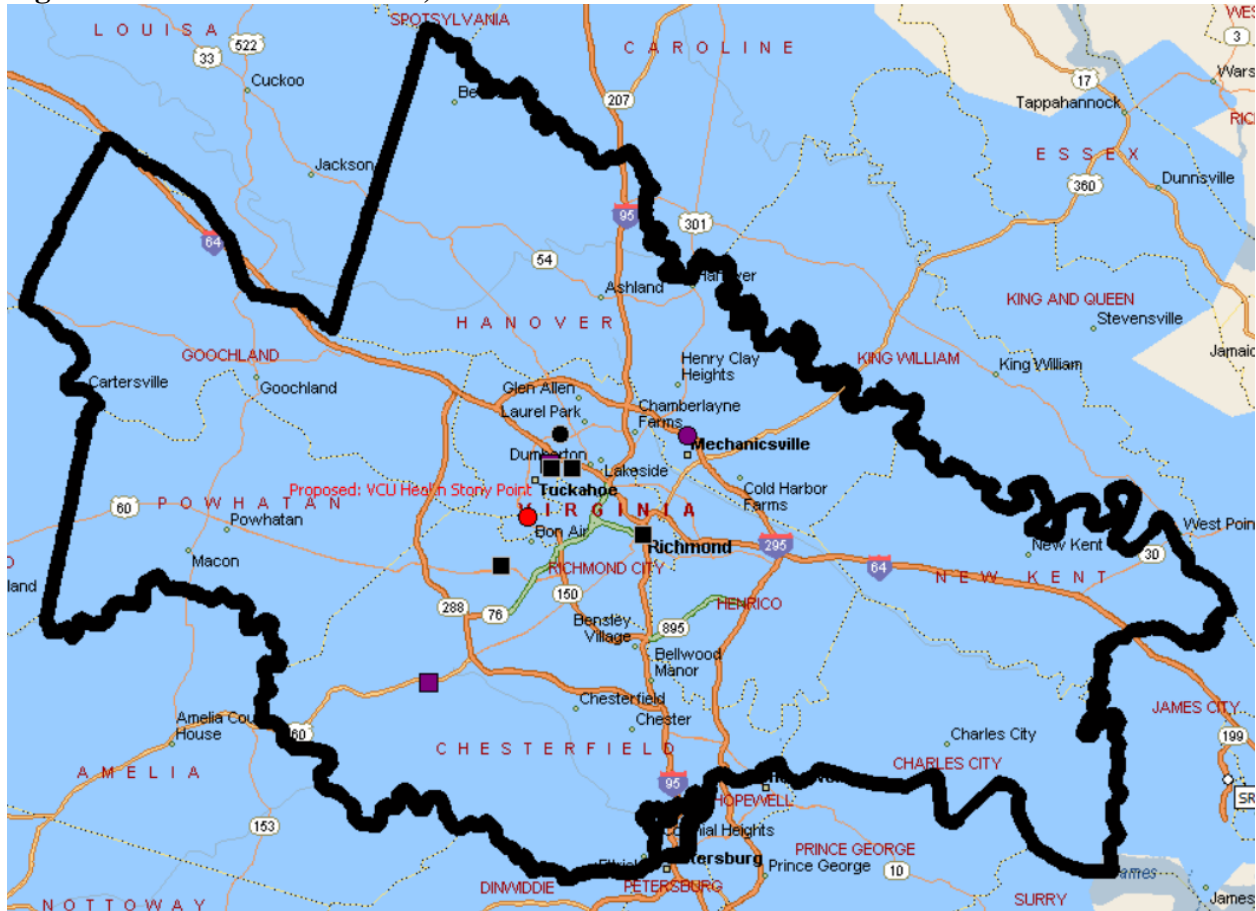 SPOTSYLVANIA
LOUISA
CAROLINE
3
522
33
17
Cuckoo
207
Tappahannock
Jackson
ESSEX
360
Dunnsville
64
95
301
54
Ashland
KING AND QUEEN
HANOVER
Stevensville
GOOCHLAND
Henry Clay
Heights
KING WILLIAM
King William
Cartersville
Goochland
Glen Allen
Laurel Park
Chamberlayne
Farms
Mechanicsville
Dumbarton
Lakeside
Proposed: VCU Health Stony Point
Tuckahoe
Cold Harbor
Farms
60
POWHATAN
VIRGINIA
Powhatan
Bon Air
West Point
Macon
Richmond
295
New Kent
30
RICHMOND CITY
64
NEW KENT
288
76
150
HENRICO
Bensley
Village
895
Bellwood
Manor
Chesterfield
JAMES CITY
Amelia
House
Chester
Charles City
199
CHESTERFIELD
CHARLES CITY
AMELIA
95
HOPEWELL
153
Colonial Heights
PRINCE GEORGE
Prince George
10
DINWIDDIE
PETERSBURG
SURRY
NOTTOWAY